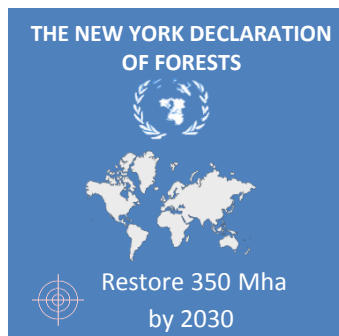 THE NEW YORK DECLARATION
OF FORESTS
Restore 350 Mha
by 2030